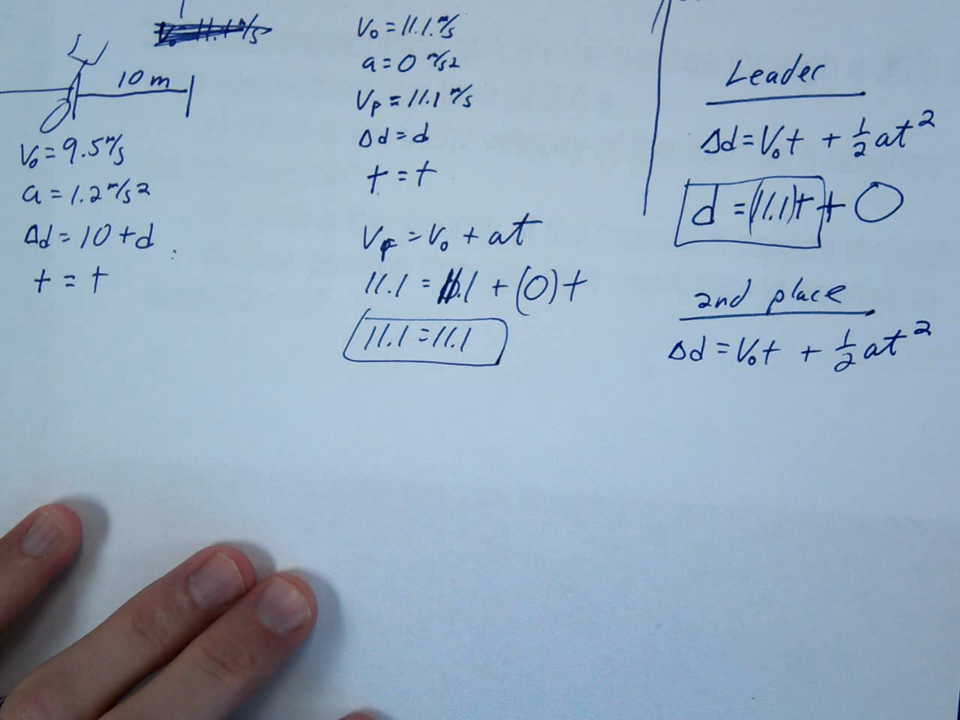 10 m
V₀ = 9.5 m/s
a = 1.2 m/s²
Δd = 10 + d
t = t
V₀ = 11.1 m/s
a = 0 m/s²
V_f = 11.1 m/s
Δd = d
t = t
V_f = V₀ + at
11.1 = 11.1 + (0)t
11.1 = 11.1
Leader
Δd = V₀t + ½at²
d = (11.1)t + 0
2nd place
Δd = V₀t + ½at²